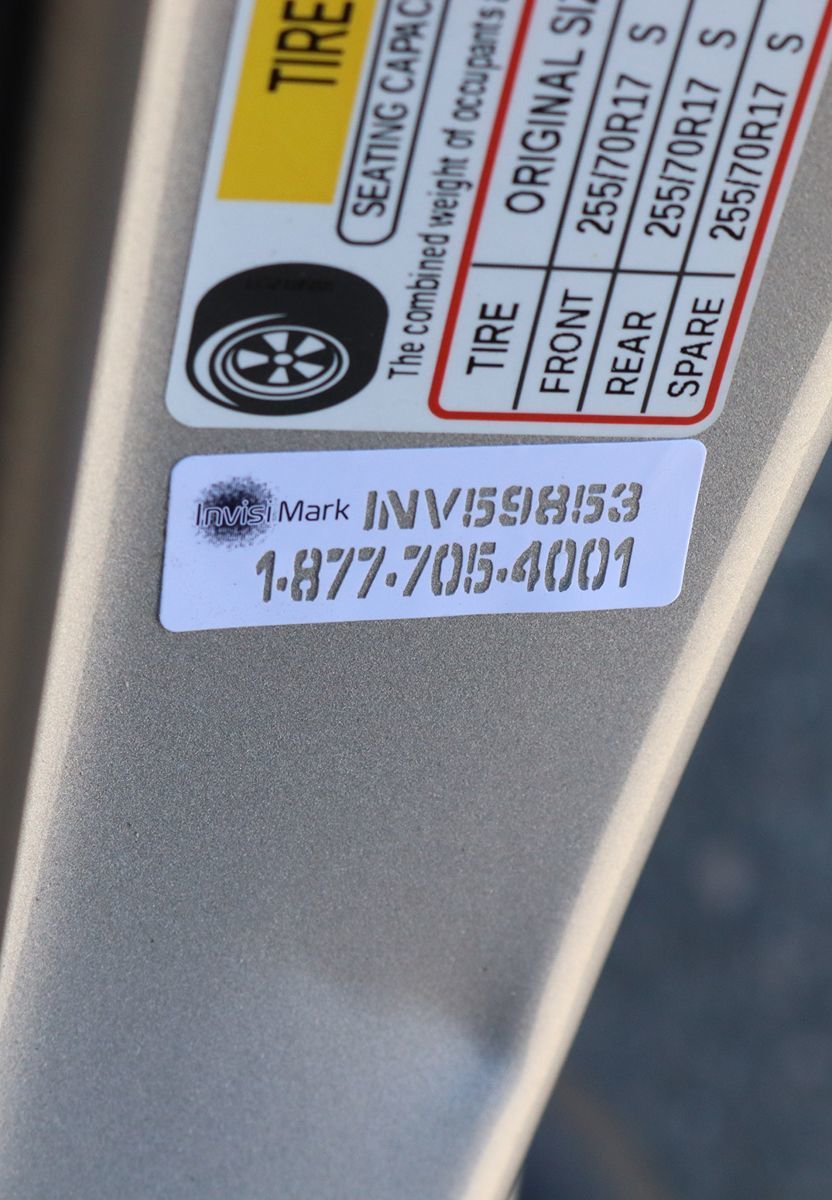 TIRE
SEATING CAPAC
The combined weight of occupants
TIRE ORIGINAL SIZ
FRONT 255/70R17 S
REAR 255/70R17 S
SPARE 255/70R17 S
InvisiMark INV59853
1-877-705-4001